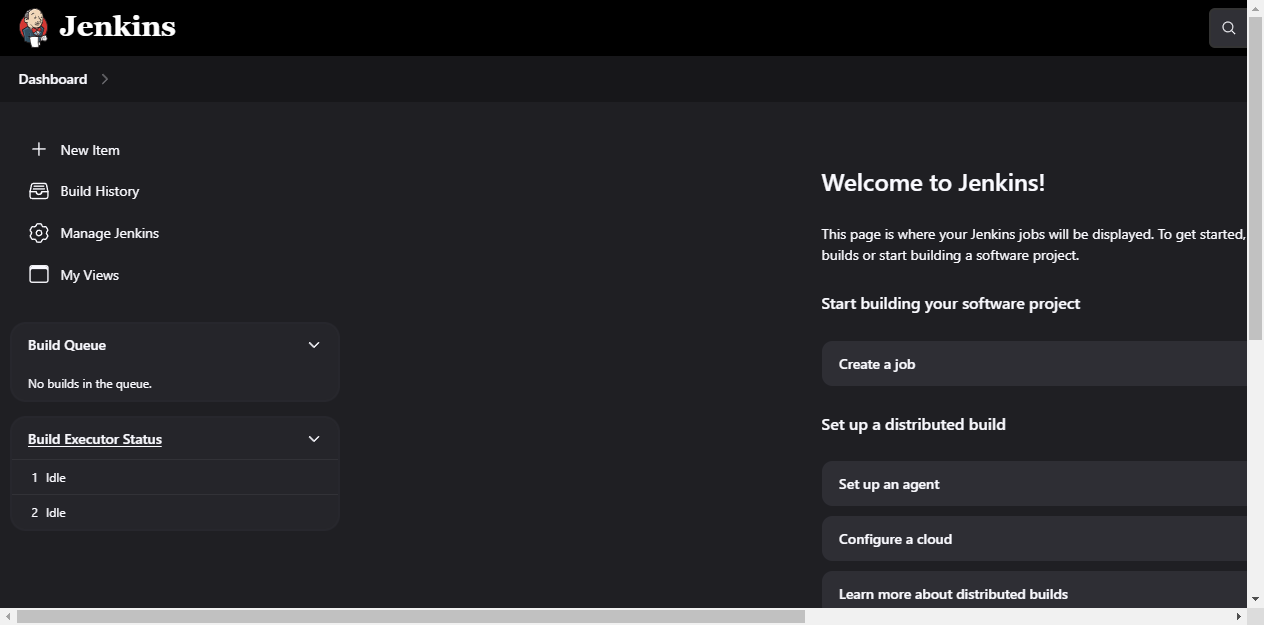 Jenkins
Dashboard
New Item
Build History
Manage Jenkins
My Views
Build Queue
No builds in the queue.
Build Executor Status
1 Idle
2 Idle
Welcome to Jenkins!
This page is where your Jenkins jobs will be displayed. To get started,
builds or start building a software project.
Start building your software project
Create a job
Set up a distributed build
Set up an agent
Configure a cloud
Learn more about distributed builds